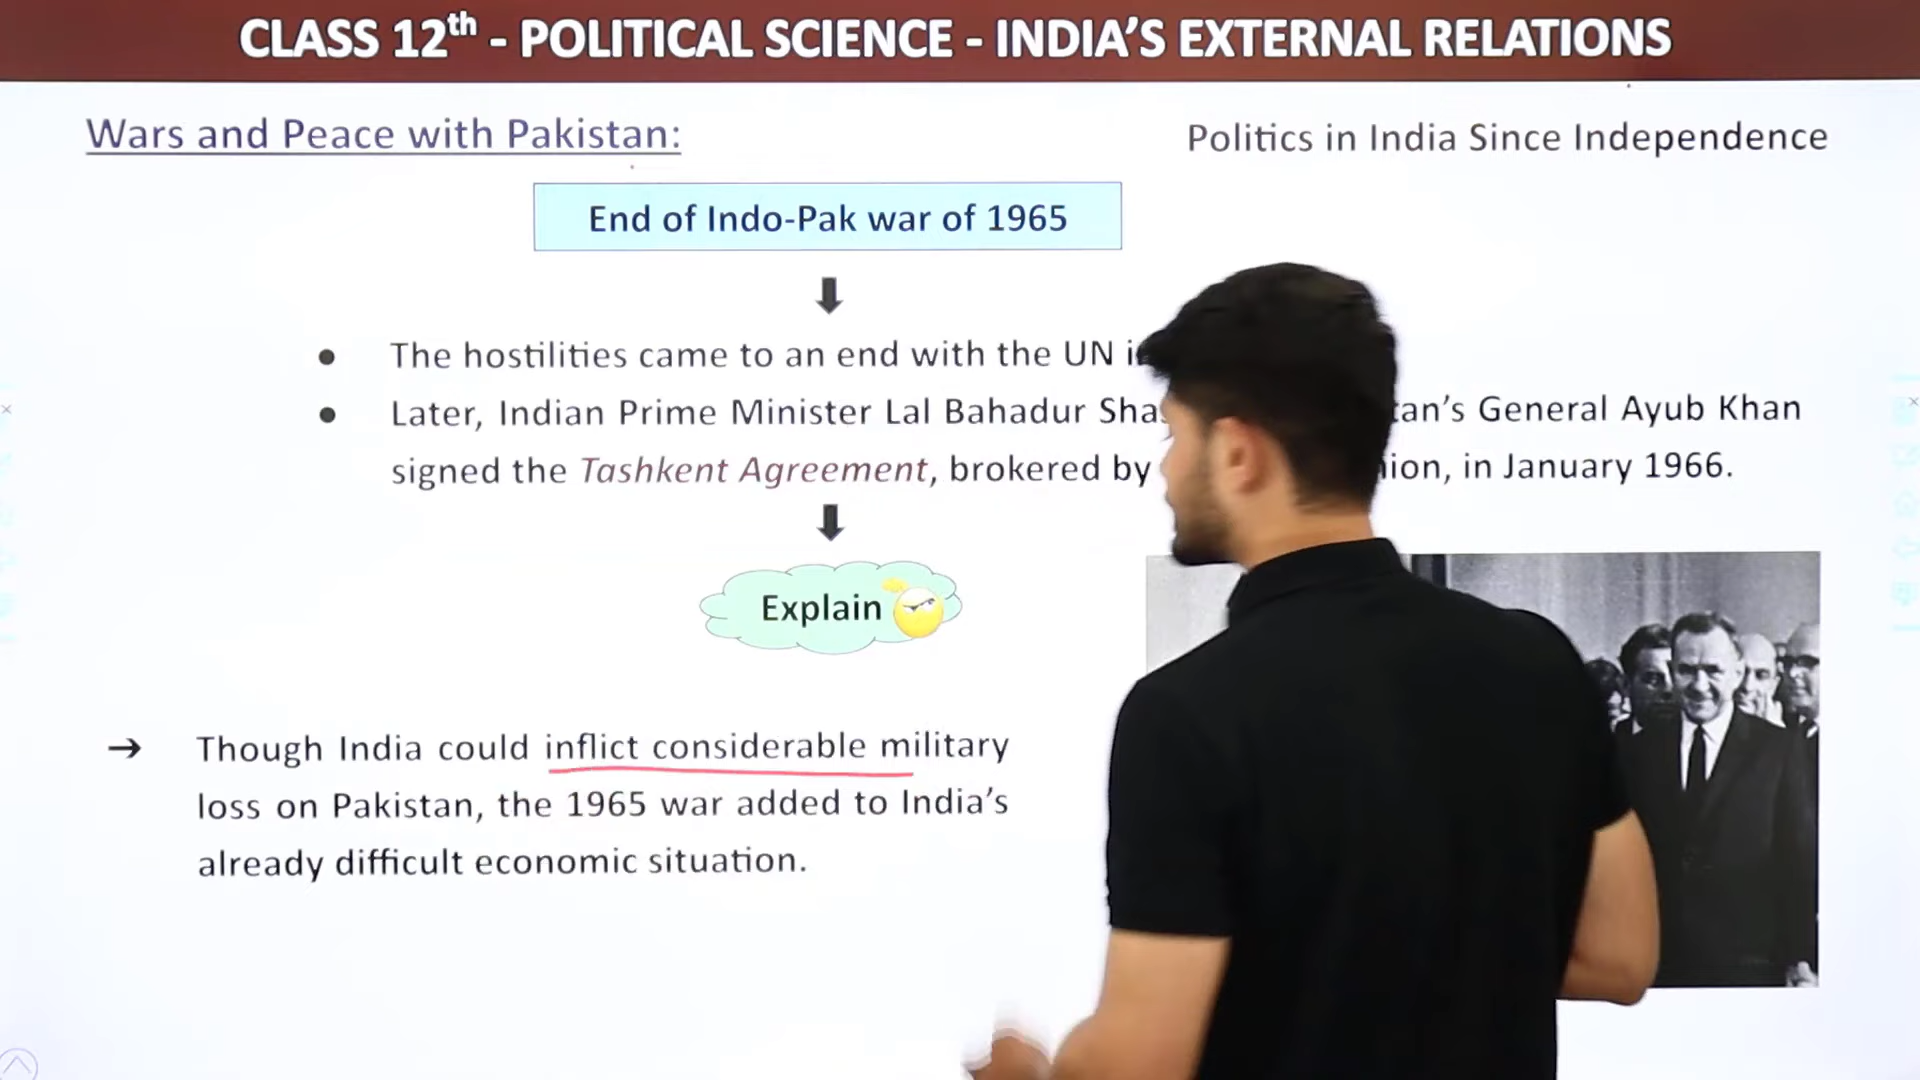 CLASS 12th - POLITICAL SCIENCE - INDIA’S EXTERNAL RELATIONS
Wars and Peace with Pakistan:
Politics in India Since Independence
End of Indo-Pak war of 1965
● The hostilities came to an end with the UN
● Later, Indian Prime Minister Lal Bahadur General Ayub Khan
signed the Tashkent Agreement, brokered by in January 1966.
Explain
➔ Though India could inflict considerable military
loss on Pakistan, the 1965 war added to India’s
already difficult economic situation.